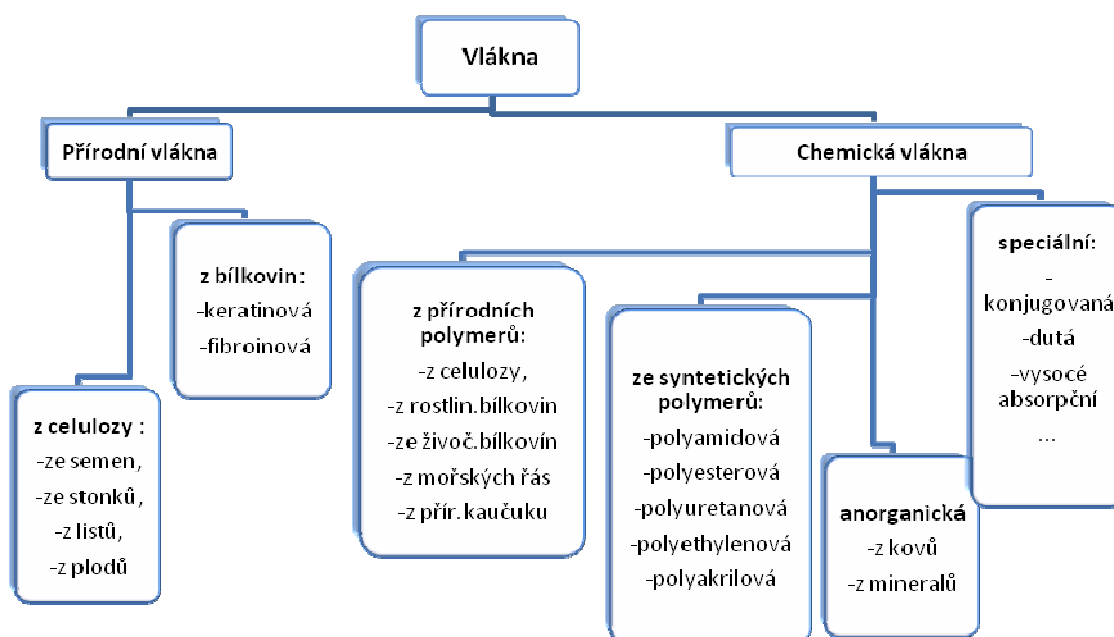 Vlákna
Přírodní vlákna
Chemická vlákna
z bílkovin:
-keratinová
-fibroinová
z celulozy :
-ze semen,
-ze stonků,
-z listů,
-z plodů
z přírodních
polymerů:
-z celulozy,
-z rostlin.bílkovin
-ze živoč.bílkovín
-z mořských řás
-z přír.kaučuku
ze syntetických
polymerů:
-polyamidová
-polyesterová
-polyuretanová
-polyethylenová
-polyakrilová
anorganická
-z kovů
-z mineralů
speciální:
-
konjugovaná
-dutá
-vysocé
absorpční
...